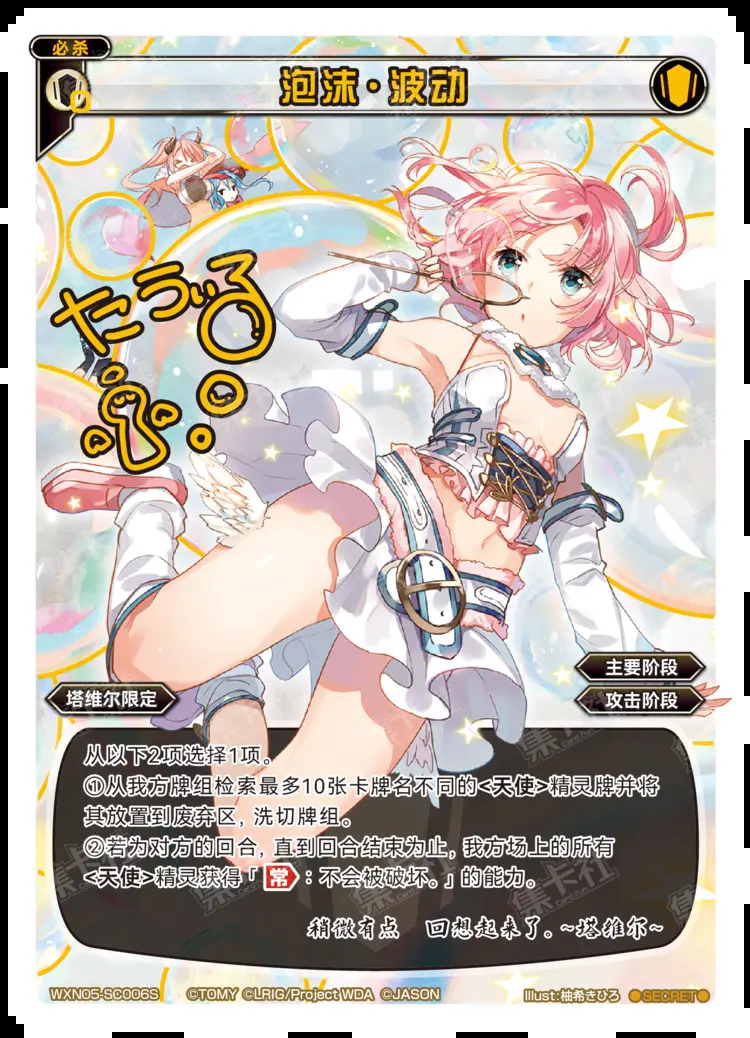 必杀
0
泡沫·波动
たうぃる
主要阶段
塔维尔限定
攻击阶段
从以下2项选择1项。
①从我方牌组检索最多10张卡牌名不同的<天使>精灵牌并将
其放置到废弃区, 洗切牌组。
②若为对方的回合, 直到回合结束为止, 我方场上的所有
<天使>精灵获得「常：不会被破坏。」的能力。
稍微有点 回想起来了。~塔维尔~
WXN05-SC006S ©TOMY ©LRIG/Project WDA ©JASON
Illust:柚希きひろ ●SECRET●
集卡社